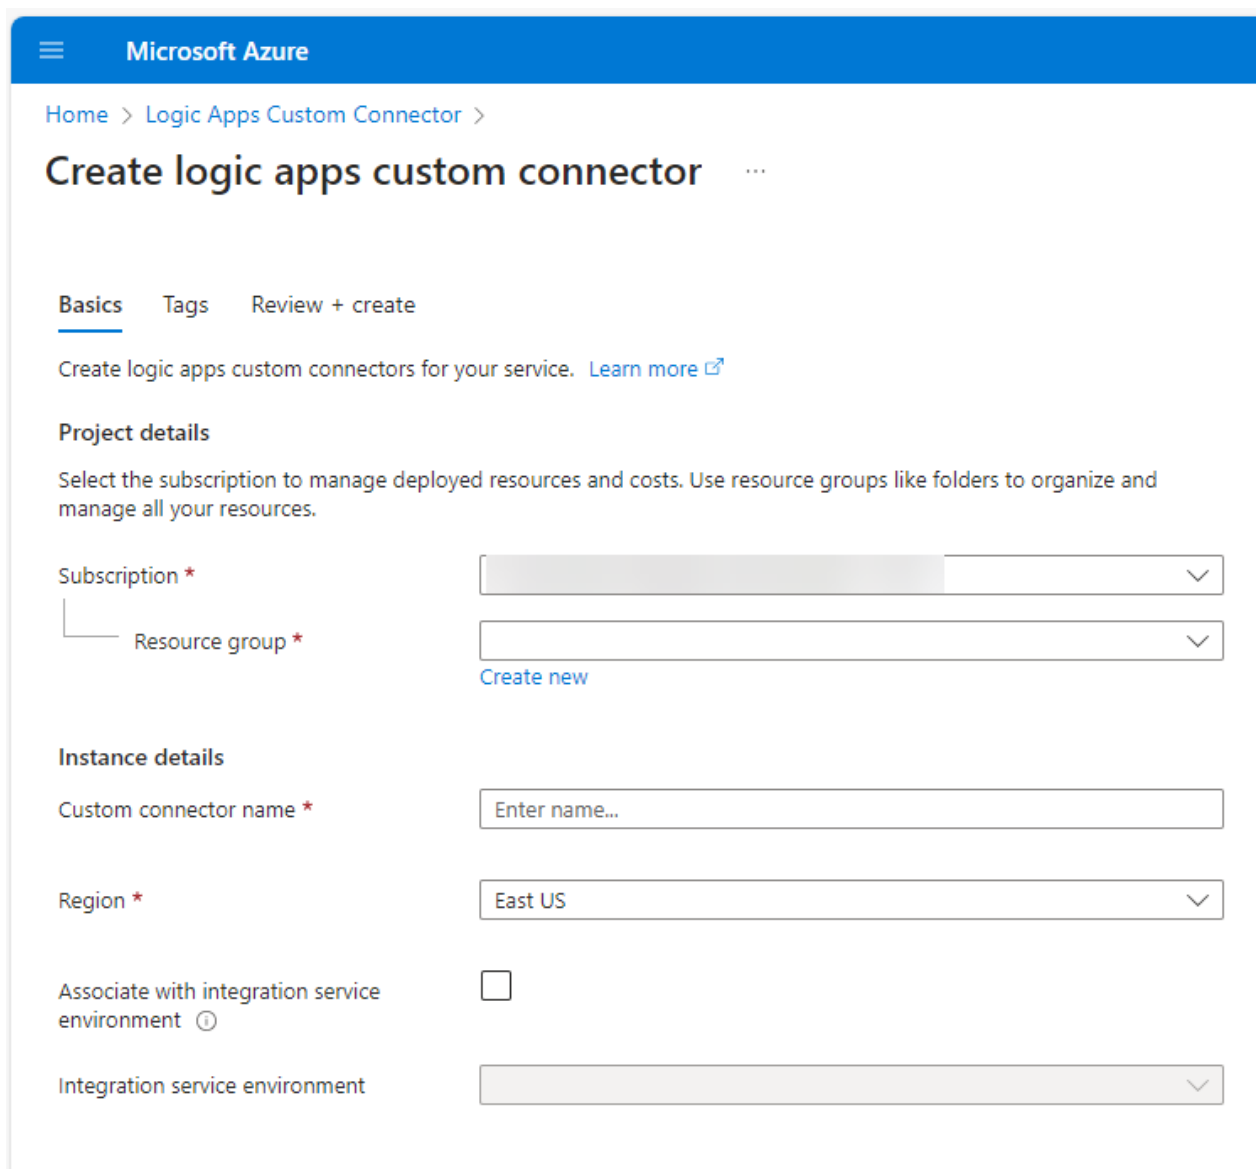 Microsoft Azure
Home > Logic Apps Custom Connector >
Create logic apps custom connector ...
Basics Tags Review + create
Create logic apps custom connectors for your service. Learn more
Project details
Select the subscription to manage deployed resources and costs. Use resource groups like folders to organize and
manage all your resources.
Subscription *
Resource group *
Create new
Instance details
Custom connector name * Enter name...
Region * East US
Associate with integration service
environment
Integration service environment